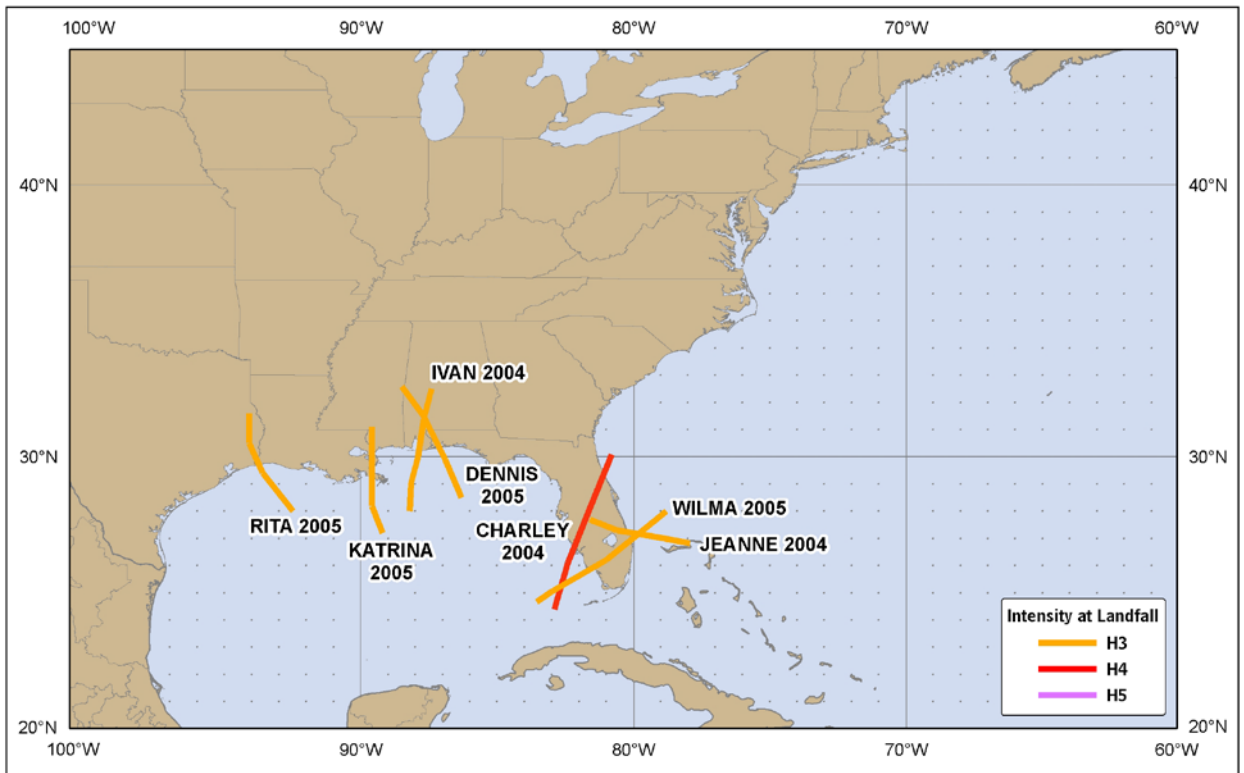 100°W 90°W 80°W 70°W 60°W
40°N 40°N
IVAN 2004
30°N 30°N
DENNIS
2005
WILMA 2005
RITA 2005
CHARLEY
2004
JEANNE 2004
KATRINA
2005
Intensity at Landfall
H3
H4
H5
20°N 20°N
100°W 90°W 80°W 70°W 60°W